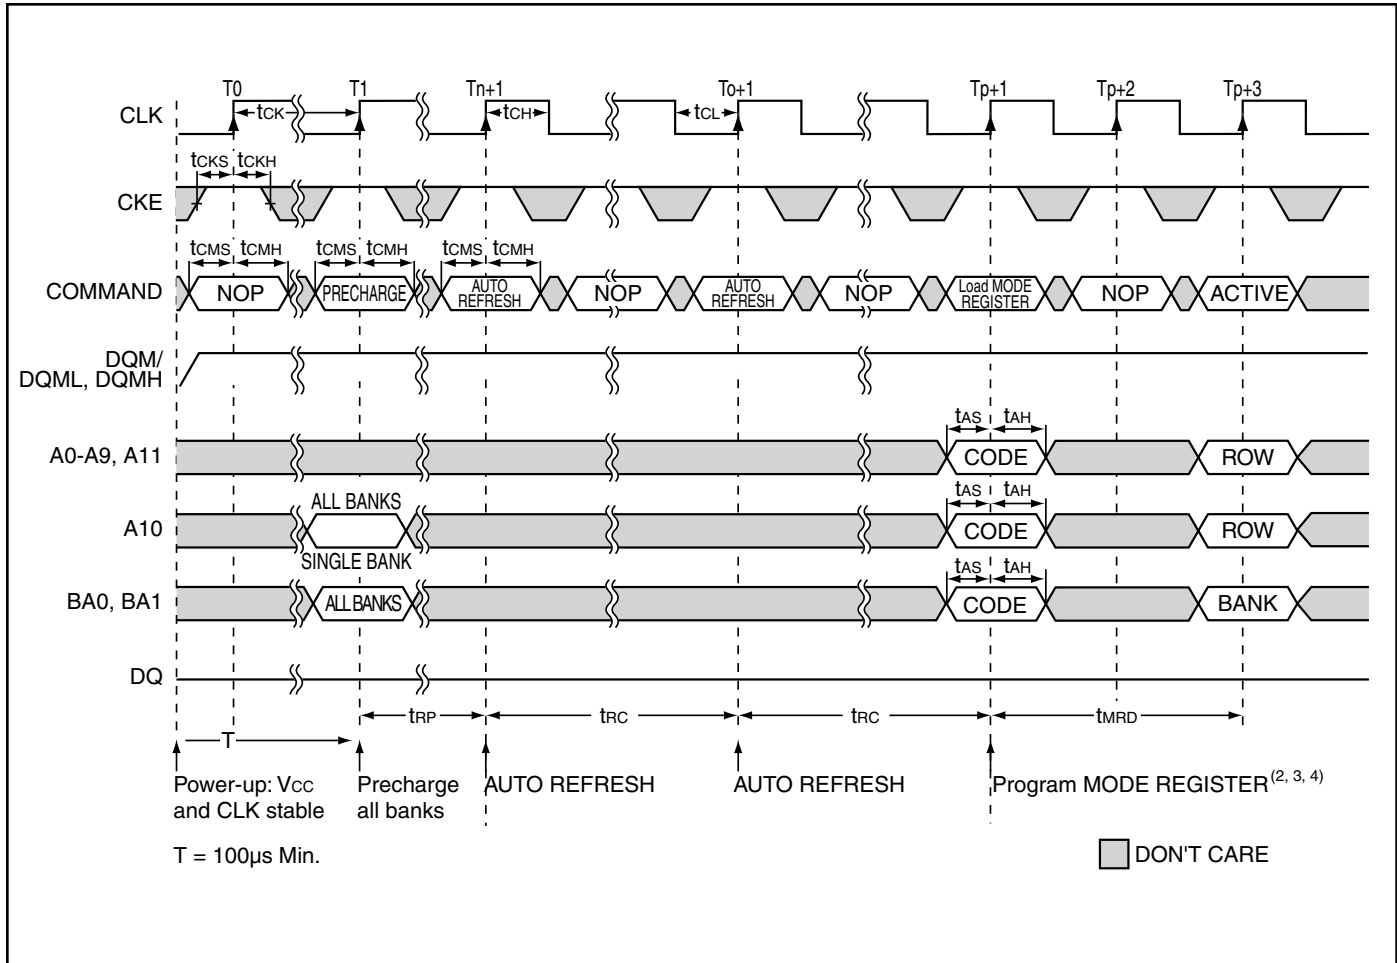 T0 T1 Tn+1 To+1 Tp+1 Tp+2 Tp+3
CLK tCK tCH tCL
tCKS tCKH
CKE
tCMS tCMH tCMS tCMH tCMS tCMH
COMMAND NOP PRECHARGE AUTO REFRESH NOP AUTO REFRESH NOP Load MODE REGISTER NOP ACTIVE
DQM/
DQML, DQMH
tAS tAH
A0-A9, A11 CODE ROW
ALL BANKS tAS tAH
A10 CODE ROW
SINGLE BANK tAS tAH
BA0, BA1 ALL BANKS CODE BANK
DQ
tRP tRC tRC tMRD
T
Power-up: VCC Precharge AUTO REFRESH AUTO REFRESH Program MODE REGISTER(2, 3, 4)
and CLK stable all banks
T = 100µs Min. DON'T CARE